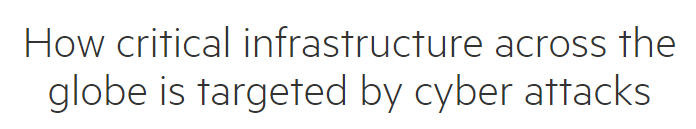 How critical infrastructure across the
globe is targeted by cyber attacks